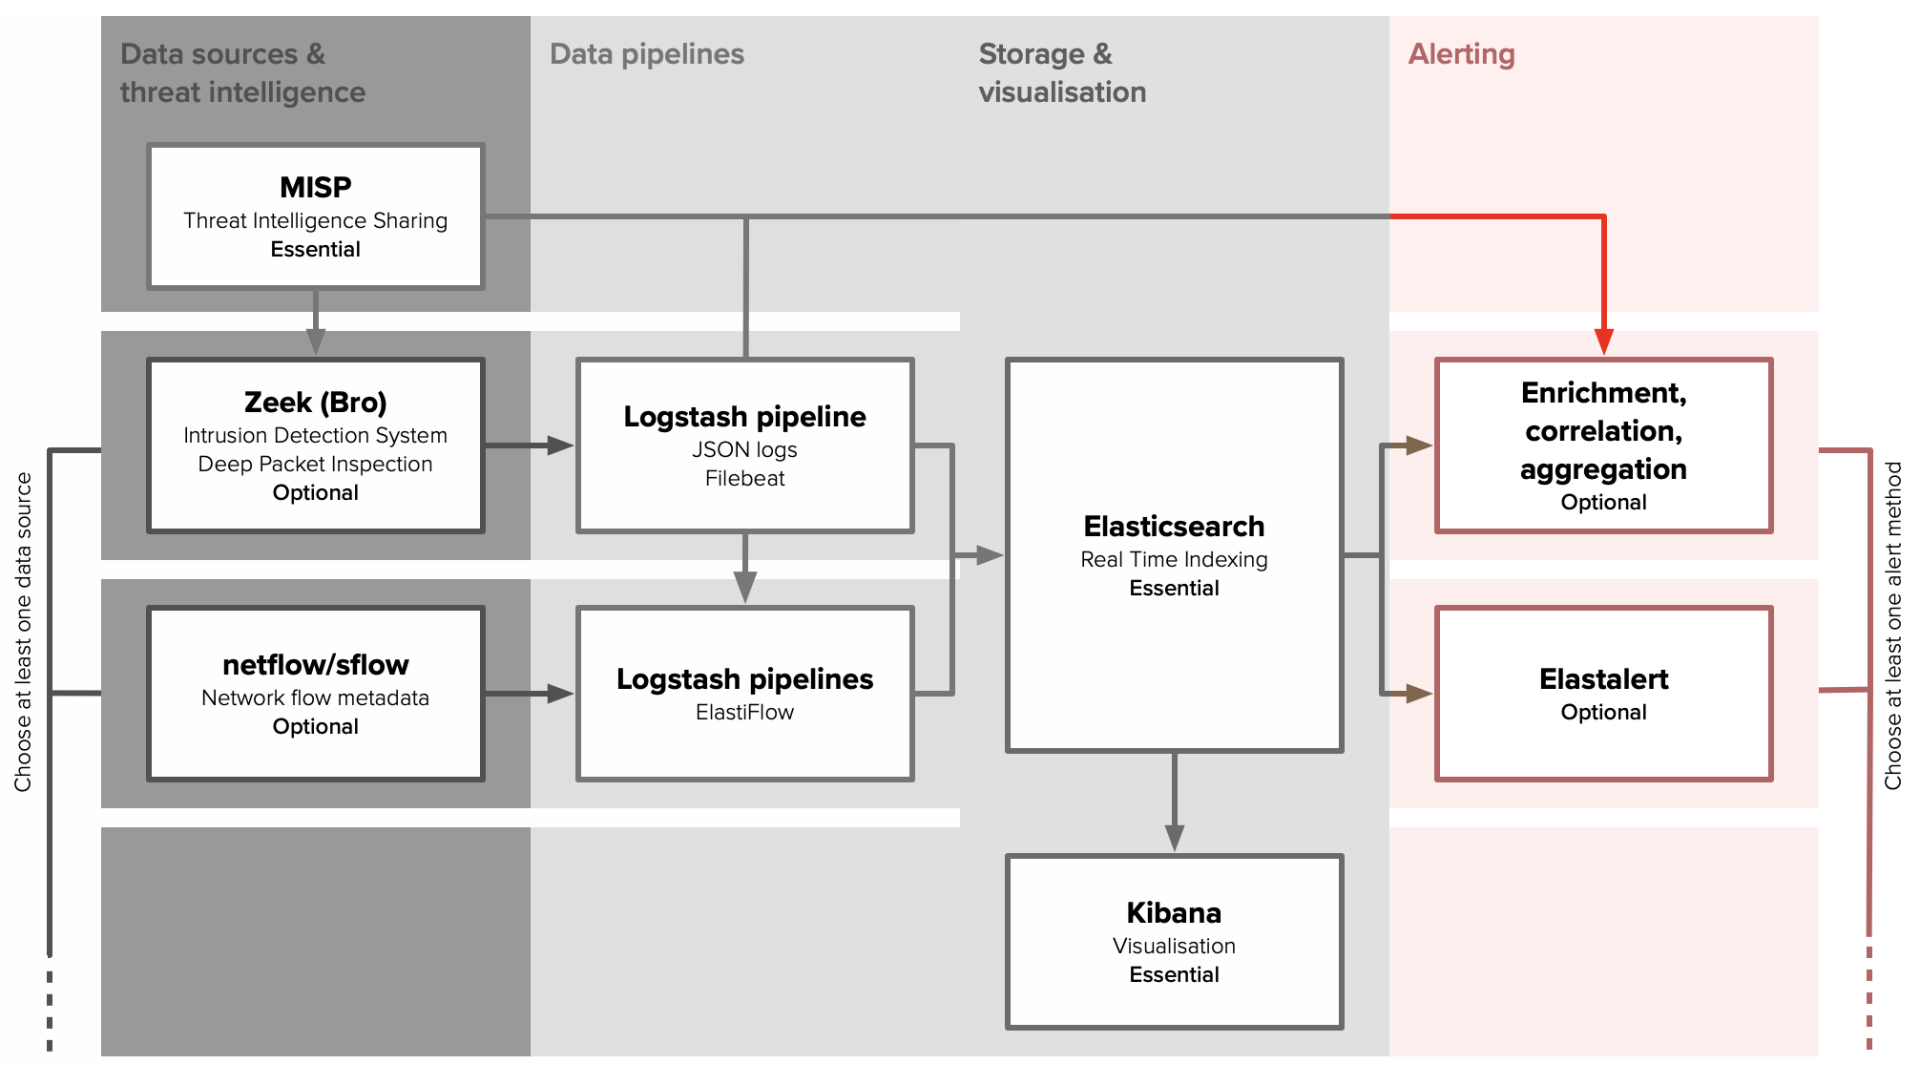 Data sources &
threat intelligence
Data pipelines
Storage &
visualisation
Alerting
MISP
Threat Intelligence Sharing
Essential
Choose at least one data source
Zeek (Bro)
Intrusion Detection System
Deep Packet Inspection
Optional
Logstash pipeline
JSON logs
Filebeat
Elasticsearch
Real Time Indexing
Essential
Enrichment,
correlation,
aggregation
Optional
Choose at least one alert method
netflow/sflow
Network flow metadata
Optional
Logstash pipelines
ElastiFlow
Elastalert
Optional
Kibana
Visualisation
Essential